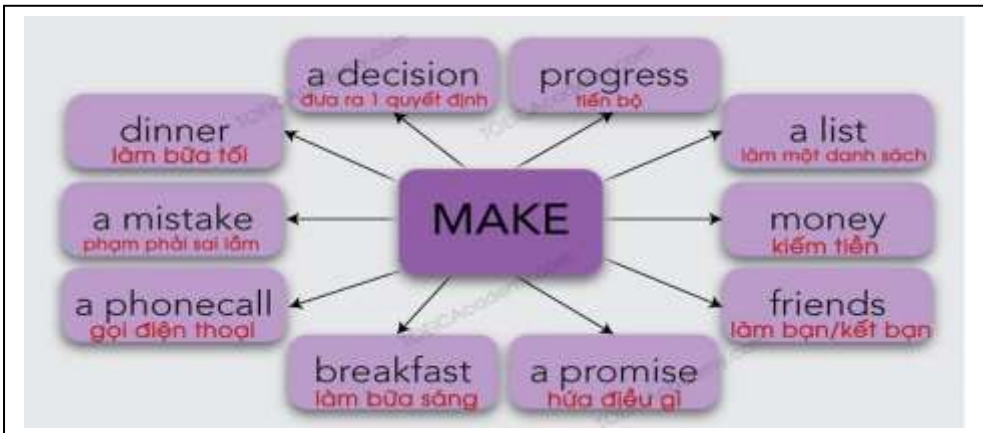 a decision
đưa ra 1 quyết định
progress
tiến bộ
dinner
làm bữa tối
a list
làm một danh sách
MAKE
a mistake
phạm phải sai lầm
money
kiếm tiền
a phonecall
gọi điện thoại
friends
làm bạn/kết bạn
breakfast
làm bữa sáng
a promise
hứa điều gì